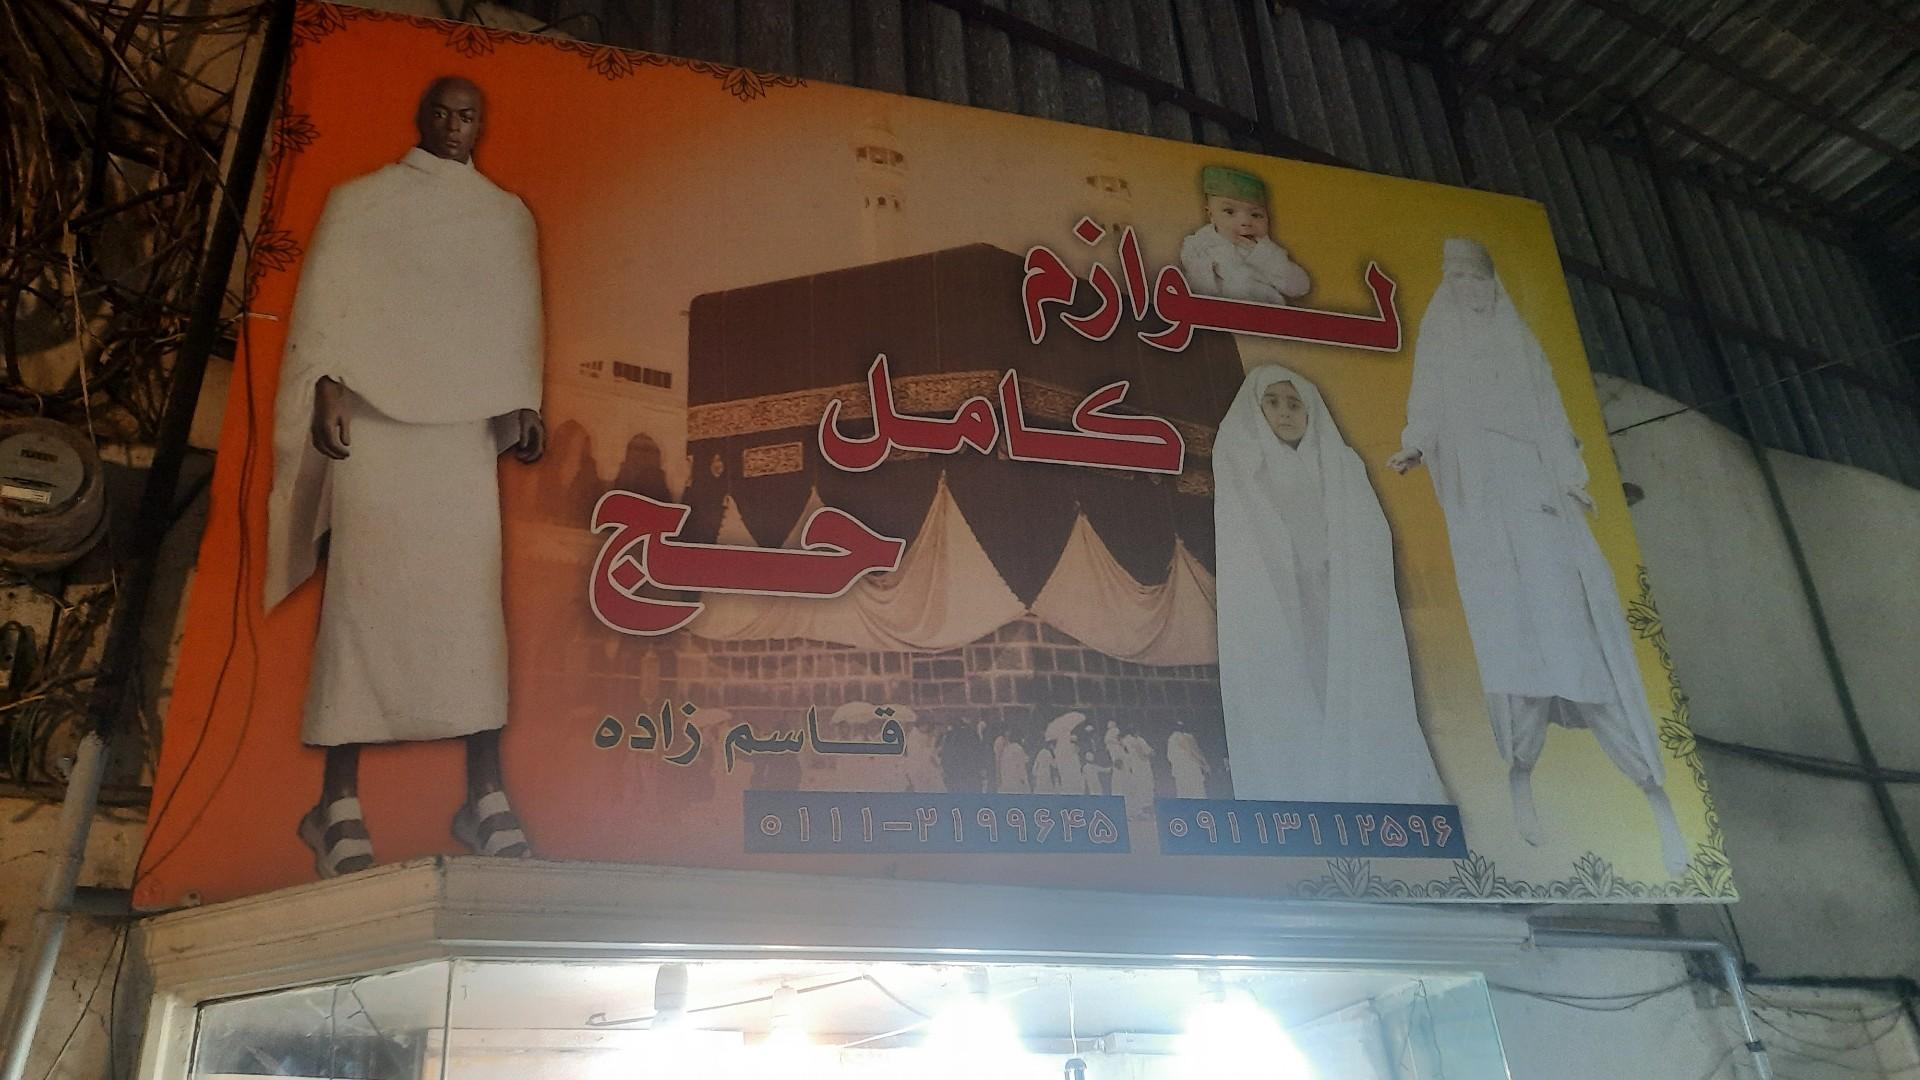 لوازم
کامل
حج
قاسم زاده
۰۱۱۱-۲۱۹۹۶۴۵
۰۹۱۱۳۱۱۲۵۹۶